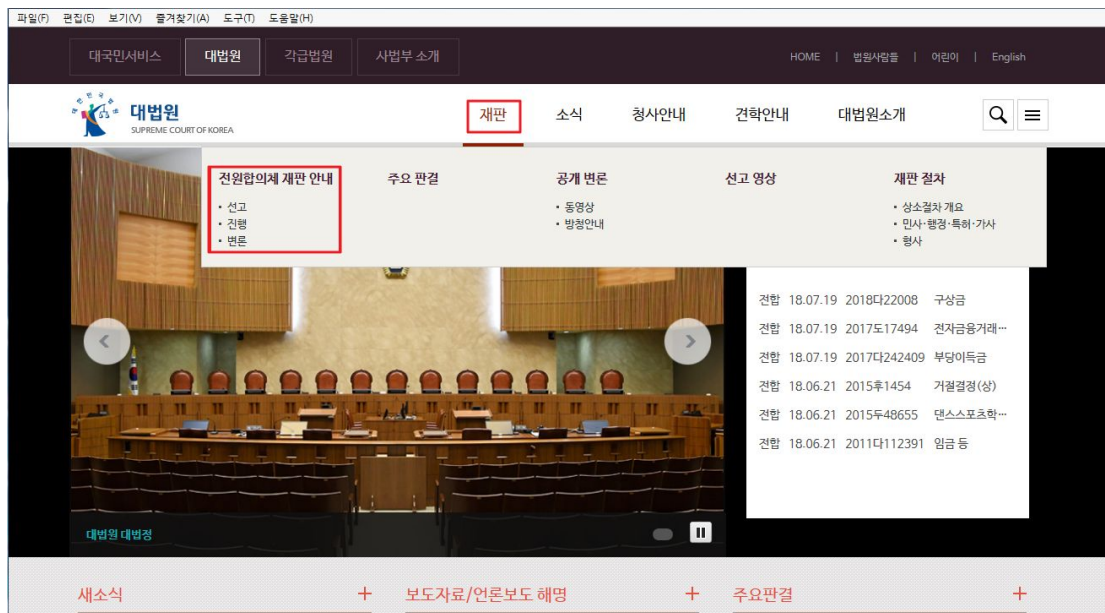 파일(F) 편집(E) 보기(V) 즐겨찾기(A) 도구(T) 도움말(H)
대국민서비스 대법원 각급법원 사법부 소개 HOME | 법원사람들 | 어린이 | English
대법원 재판 소식 청사안내 견학안내 대법원소개
SUPREME COURT OF KOREA
전원합의체 재판 안내 주요 판결 공개 변론 선고 영상 재판 절차
· 선고 · 동영상 · 상소절차 개요
· 진행 · 방청안내 · 민사·행정·특허·가사
· 변론 · 형사
전합 18.07.19 2018다22008 구상금
전합 18.07.19 2017도17494 전자금융거래…
전합 18.07.19 2017다242409 부당이득금
전합 18.06.21 2015후1454 거절결정(상)
전합 18.06.21 2015두48655 댄스스포츠학…
전합 18.06.21 2011다112391 임금 등
대법원 대법정
새소식 + 보도자료/언론보도 해명 + 주요판결 +